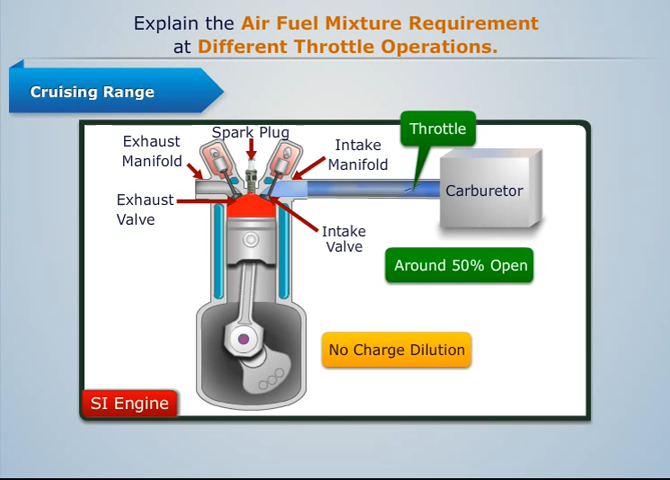 Explain the Air Fuel Mixture Requirement
at Different Throttle Operations.
Cruising Range
Exhaust
Manifold
Spark Plug
Intake
Manifold
Throttle
Carburetor
Exhaust
Valve
Intake
Valve
Around 50% Open
No Charge Dilution
SI Engine